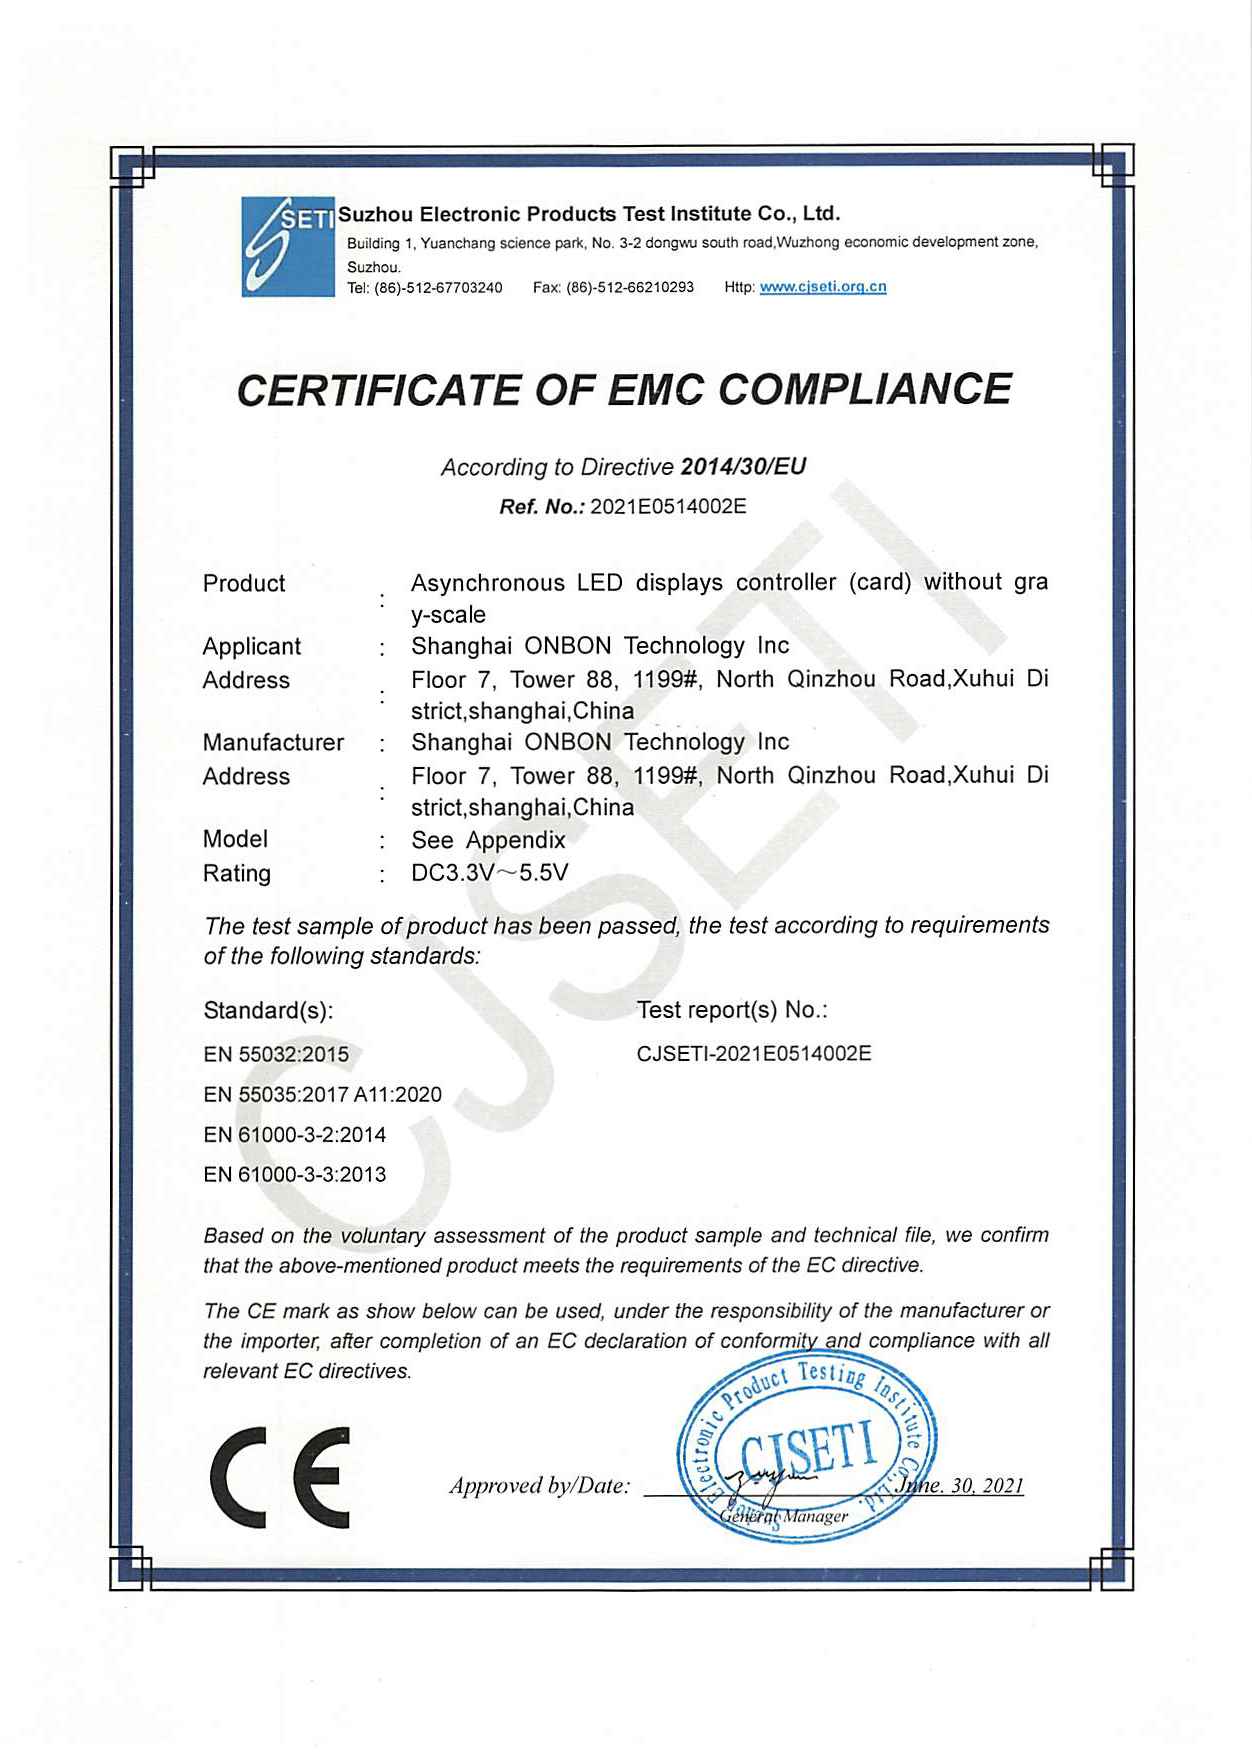 SETI
Suzhou Electronic Products Test Institute Co., Ltd.
Building 1, Yuanchang science park, No. 3-2 dongwu south road,Wuzhong economic development zone,
Suzhou.
Tel: (86)-512-67703240 Fax: (86)-512-66210293 Http: www.cjseti.org.cn
CERTIFICATE OF EMC COMPLIANCE
According to Directive 2014/30/EU
Ref. No.: 2021E0514002E
Product : Asynchronous LED displays controller (card) without gra
y-scale
Applicant : Shanghai ONBON Technology Inc
Address : Floor 7, Tower 88, 1199#, North Qinzhou Road,Xuhui Di
strict,shanghai,China
Manufacturer : Shanghai ONBON Technology Inc
Address : Floor 7, Tower 88, 1199#, North Qinzhou Road,Xuhui Di
strict,shanghai,China
Model : See Appendix
Rating : DC3.3V～5.5V
The test sample of product has been passed, the test according to requirements
of the following standards:
Standard(s): Test report(s) No.:
EN 55032:2015 CJSETI-2021E0514002E
EN 55035:2017 A11:2020
EN 61000-3-2:2014
EN 61000-3-3:2013
Based on the voluntary assessment of the product sample and technical file, we confirm
that the above-mentioned product meets the requirements of the EC directive.
The CE mark as show below can be used, under the responsibility of the manufacturer or
the importer, after completion of an EC declaration of conformity and compliance with all
relevant EC directives.
CE
Approved by/Date: June. 30, 2021
General Manager
Suzhou Electronic Product Testing Institute Co.,Ltd.
CJSETI
CJSETI